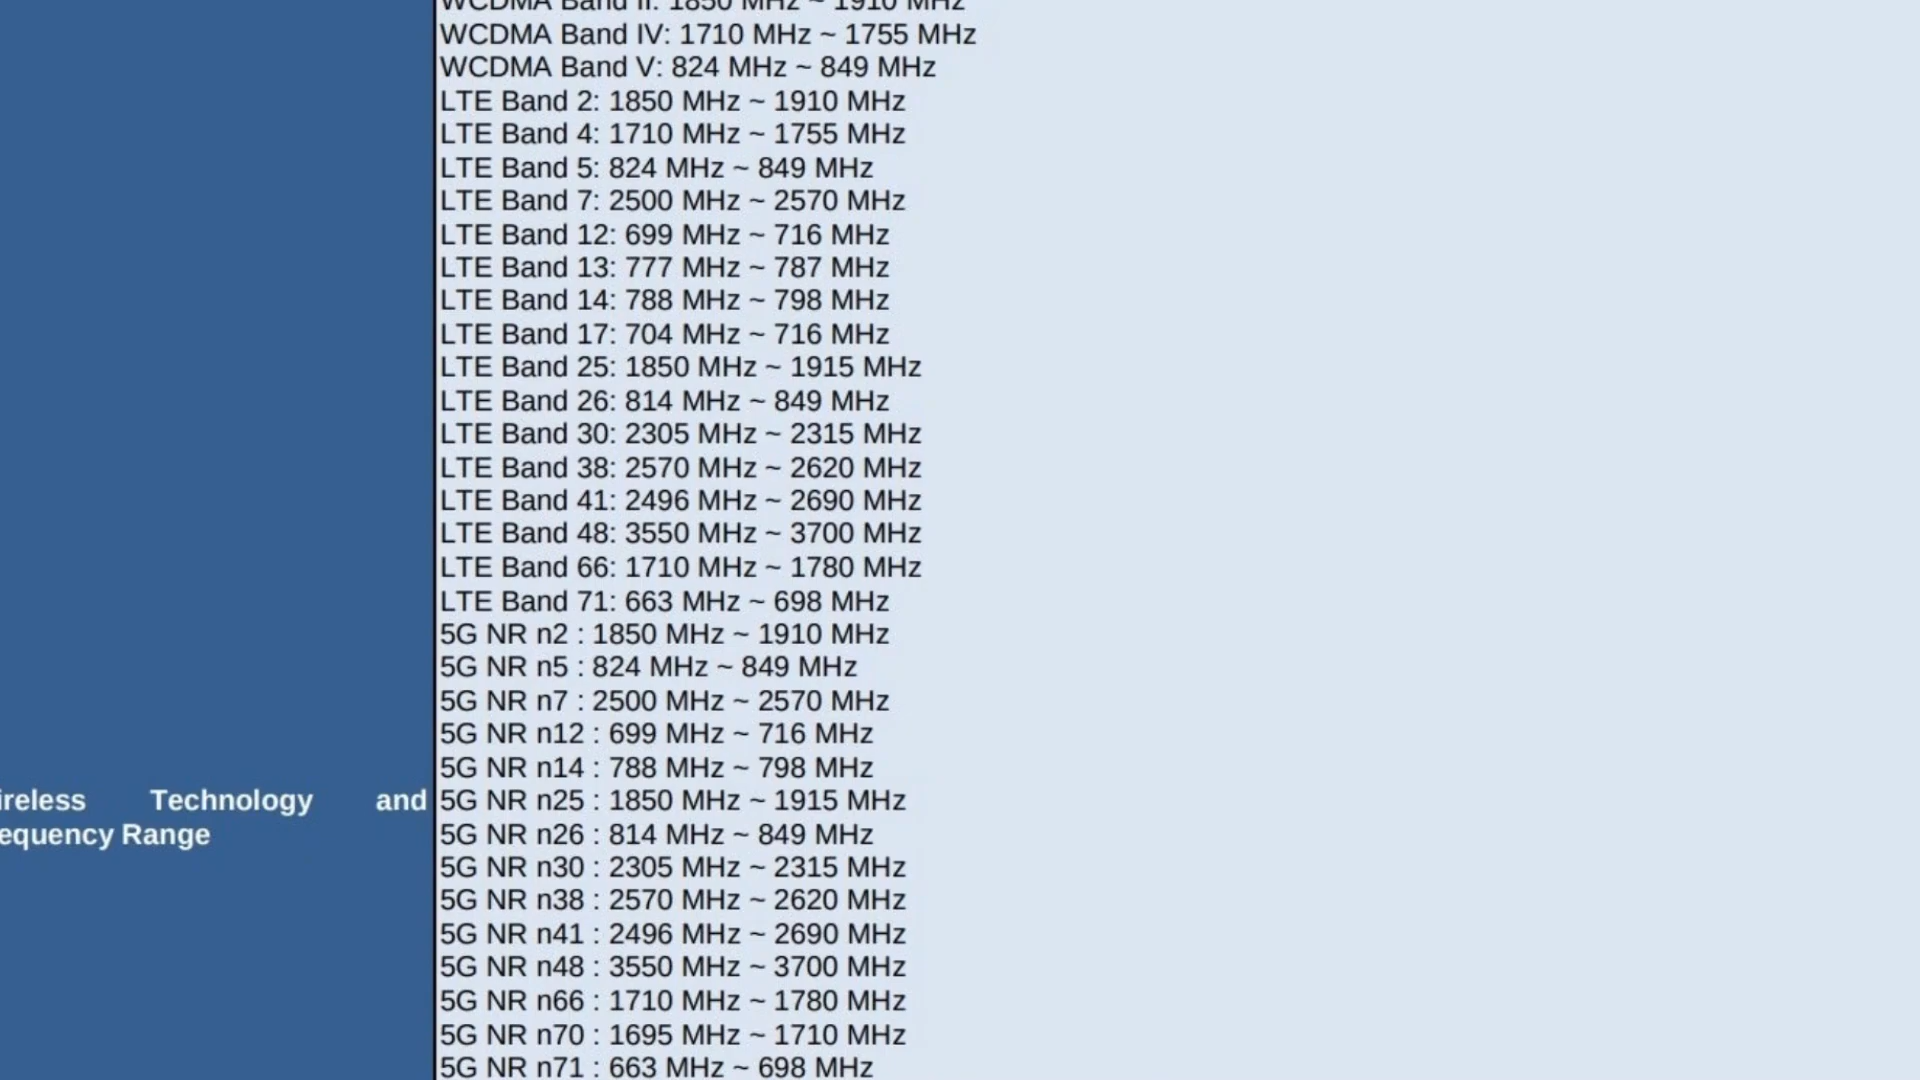 WCDMA Band II: 1850 MHz ~ 1910 MHz
WCDMA Band IV: 1710 MHz ~ 1755 MHz
WCDMA Band V: 824 MHz ~ 849 MHz
LTE Band 2: 1850 MHz ~ 1910 MHz
LTE Band 4: 1710 MHz ~ 1755 MHz
LTE Band 5: 824 MHz ~ 849 MHz
LTE Band 7: 2500 MHz ~ 2570 MHz
LTE Band 12: 699 MHz ~ 716 MHz
LTE Band 13: 777 MHz ~ 787 MHz
LTE Band 14: 788 MHz ~ 798 MHz
LTE Band 17: 704 MHz ~ 716 MHz
LTE Band 25: 1850 MHz ~ 1915 MHz
LTE Band 26: 814 MHz ~ 849 MHz
LTE Band 30: 2305 MHz ~ 2315 MHz
LTE Band 38: 2570 MHz ~ 2620 MHz
LTE Band 41: 2496 MHz ~ 2690 MHz
LTE Band 48: 3550 MHz ~ 3700 MHz
LTE Band 66: 1710 MHz ~ 1780 MHz
LTE Band 71: 663 MHz ~ 698 MHz
5G NR n2 : 1850 MHz ~ 1910 MHz
5G NR n5 : 824 MHz ~ 849 MHz
5G NR n7 : 2500 MHz ~ 2570 MHz
5G NR n12 : 699 MHz ~ 716 MHz
5G NR n14 : 788 MHz ~ 798 MHz
ireless Technology and
equency Range
5G NR n25 : 1850 MHz ~ 1915 MHz
5G NR n26 : 814 MHz ~ 849 MHz
5G NR n30 : 2305 MHz ~ 2315 MHz
5G NR n38 : 2570 MHz ~ 2620 MHz
5G NR n41 : 2496 MHz ~ 2690 MHz
5G NR n48 : 3550 MHz ~ 3700 MHz
5G NR n66 : 1710 MHz ~ 1780 MHz
5G NR n70 : 1695 MHz ~ 1710 MHz
5G NR n71 : 663 MHz ~ 698 MHz